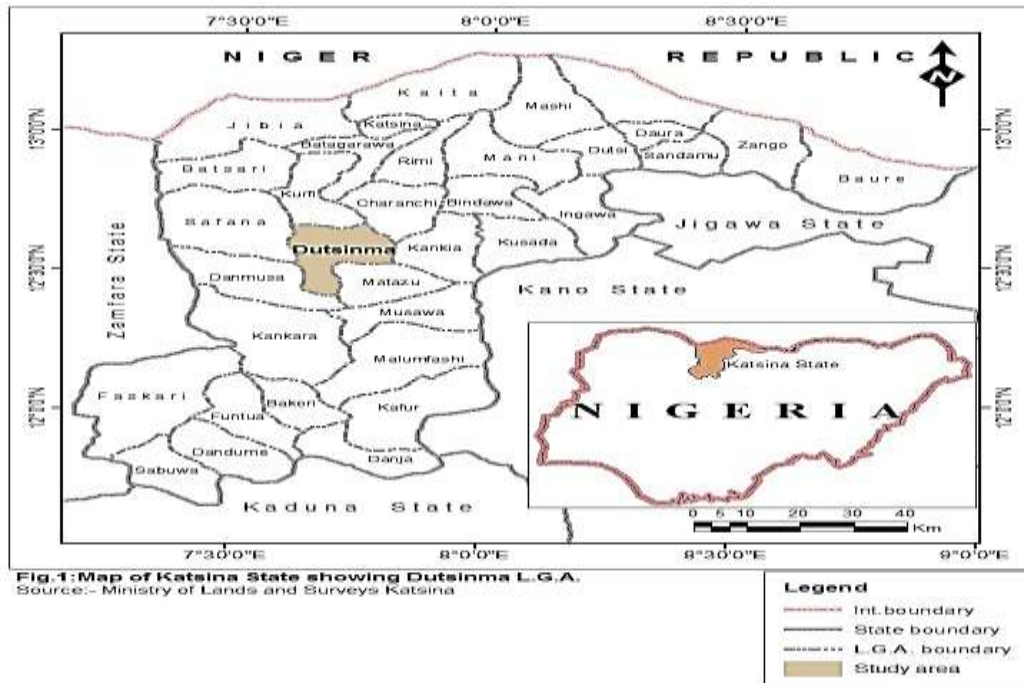 7°30'0"E 8°0'0"E 8°30'0"E
NIGER REPUBLIC
N
Kaita
Mashi
Jibia
Katsina
Daura
13°0'0"N
13°0'0"N
Batagarawa
Dutsi
Zango
Rimi
Mani
Sandamu
Batsari
Baure
Kurfi
Charanchi
Bindawa
Ingawa
Safana
Jigawa State
Kusada
Dutsinma
Kankia
Zamfara State
12°30'0"N
12°30'0"N
Danmusa
Matazu
Kano State
Musawa
Kankara
Malumfashi
Katsina State
Faskari
Bakori
Kafur
NIGERIA
12°0'0"N
12°0'0"N
Funtua
Dandume
Danja
Sabuwa
Kaduna State
0 5 10 20 30 40
Km
7°30'0"E 8°0'0"E 8°30'0"E 9°0'0"E
Fig.1:Map of Katsina State showing Dutsinma L.G.A.
Source:- Ministry of Lands and Surveys Katsina
Legend
Int.boundary
State boundary
L.G.A. boundary
Study area